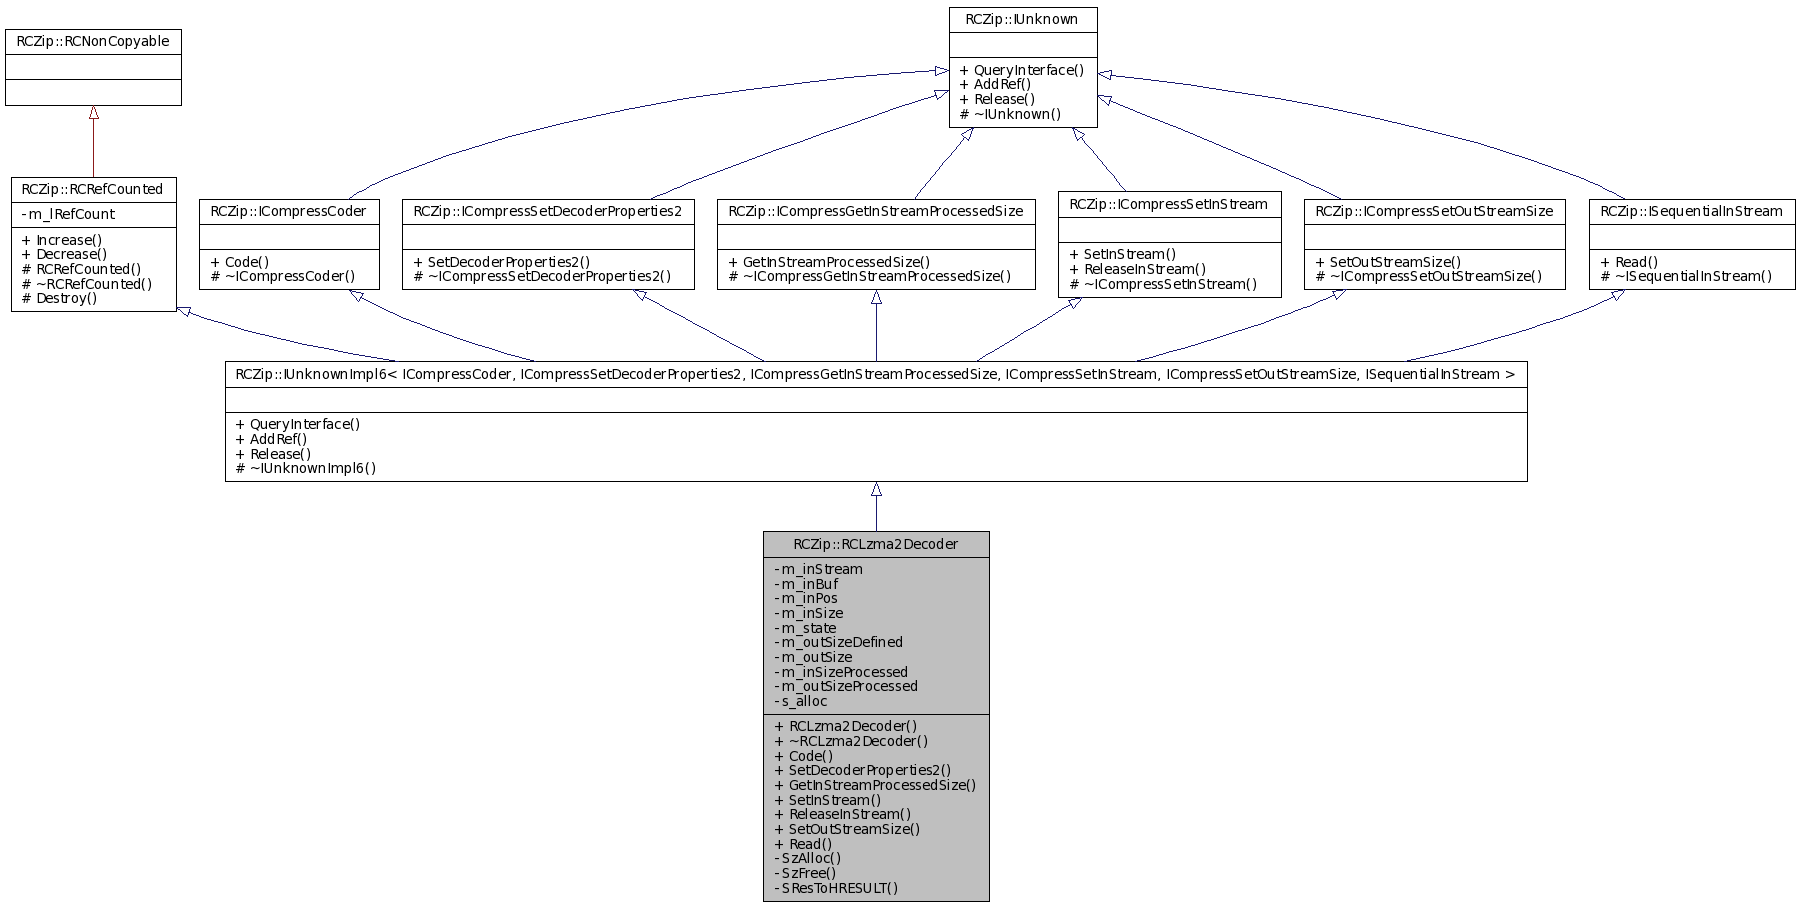 RCZip::IUnknown
+ QueryInterface()
+ AddRef()
+ Release()
# ~IUnknown()
RCZip::RCNonCopyable
RCZip::RCRefCounted
- m_lRefCount
+ Increase()
+ Decrease()
# RCRefCounted()
# ~RCRefCounted()
# Destroy()
RCZip::ICompressCoder
+ Code()
# ~ICompressCoder()
RCZip::ICompressSetDecoderProperties2
+ SetDecoderProperties2()
# ~ICompressSetDecoderProperties2()
RCZip::ICompressGetInStreamProcessedSize
+ GetInStreamProcessedSize()
# ~ICompressGetInStreamProcessedSize()
RCZip::ICompressSetInStream
+ SetInStream()
+ ReleaseInStream()
# ~ICompressSetInStream()
RCZip::ICompressSetOutStreamSize
+ SetOutStreamSize()
# ~ICompressSetOutStreamSize()
RCZip::ISequentialInStream
+ Read()
# ~ISequentialInStream()
RCZip::IUnknownImpl6< ICompressCoder, ICompressSetDecoderProperties2, ICompressGetInStreamProcessedSize, ICompressSetInStream, ICompressSetOutStreamSize, ISequentialInStream >
+ QueryInterface()
+ AddRef()
+ Release()
# ~IUnknownImpl6()
RCZip::RCLzma2Decoder
- m_inStream
- m_inBuf
- m_inPos
- m_inSize
- m_state
- m_outSizeDefined
- m_outSize
- m_inSizeProcessed
- m_outSizeProcessed
- s_alloc
+ RCLzma2Decoder()
+ ~RCLzma2Decoder()
+ Code()
+ SetDecoderProperties2()
+ GetInStreamProcessedSize()
+ SetInStream()
+ ReleaseInStream()
+ SetOutStreamSize()
+ Read()
- SzAlloc()
- SzFree()
- SResToHRESULT()